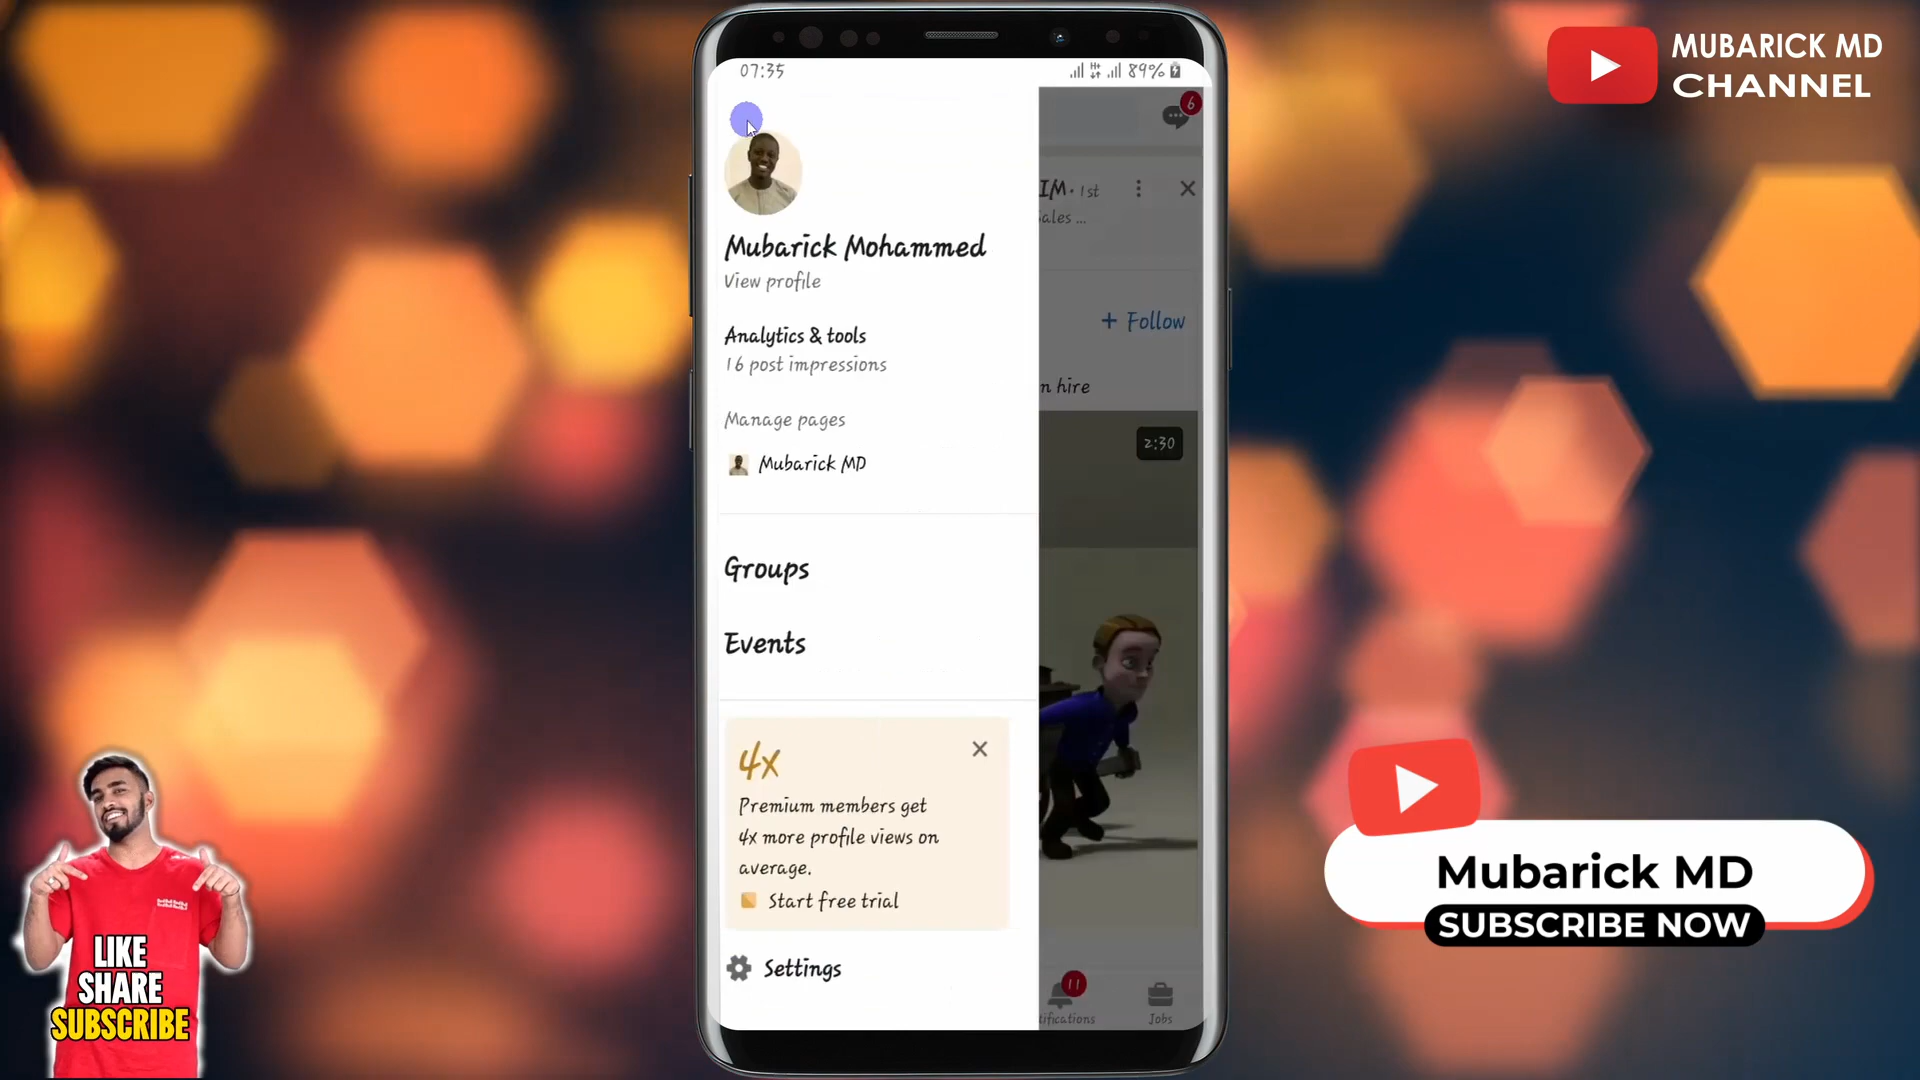 07:35
89%
6
MUBARICK MD
CHANNEL
IM• 1st
ales ...
Mubarick Mohammed
View profile
+ Follow
Analytics & tools
16 post impressions
n hire
Manage pages
2:30
Mubarick MD
Groups
Events
4x
Premium members get
4x more profile views on
average.
Start free trial
Settings
11
tifications
Jobs
LIKE
SHARE
SUBSCRIBE
Mubarick MD
SUBSCRIBE NOW